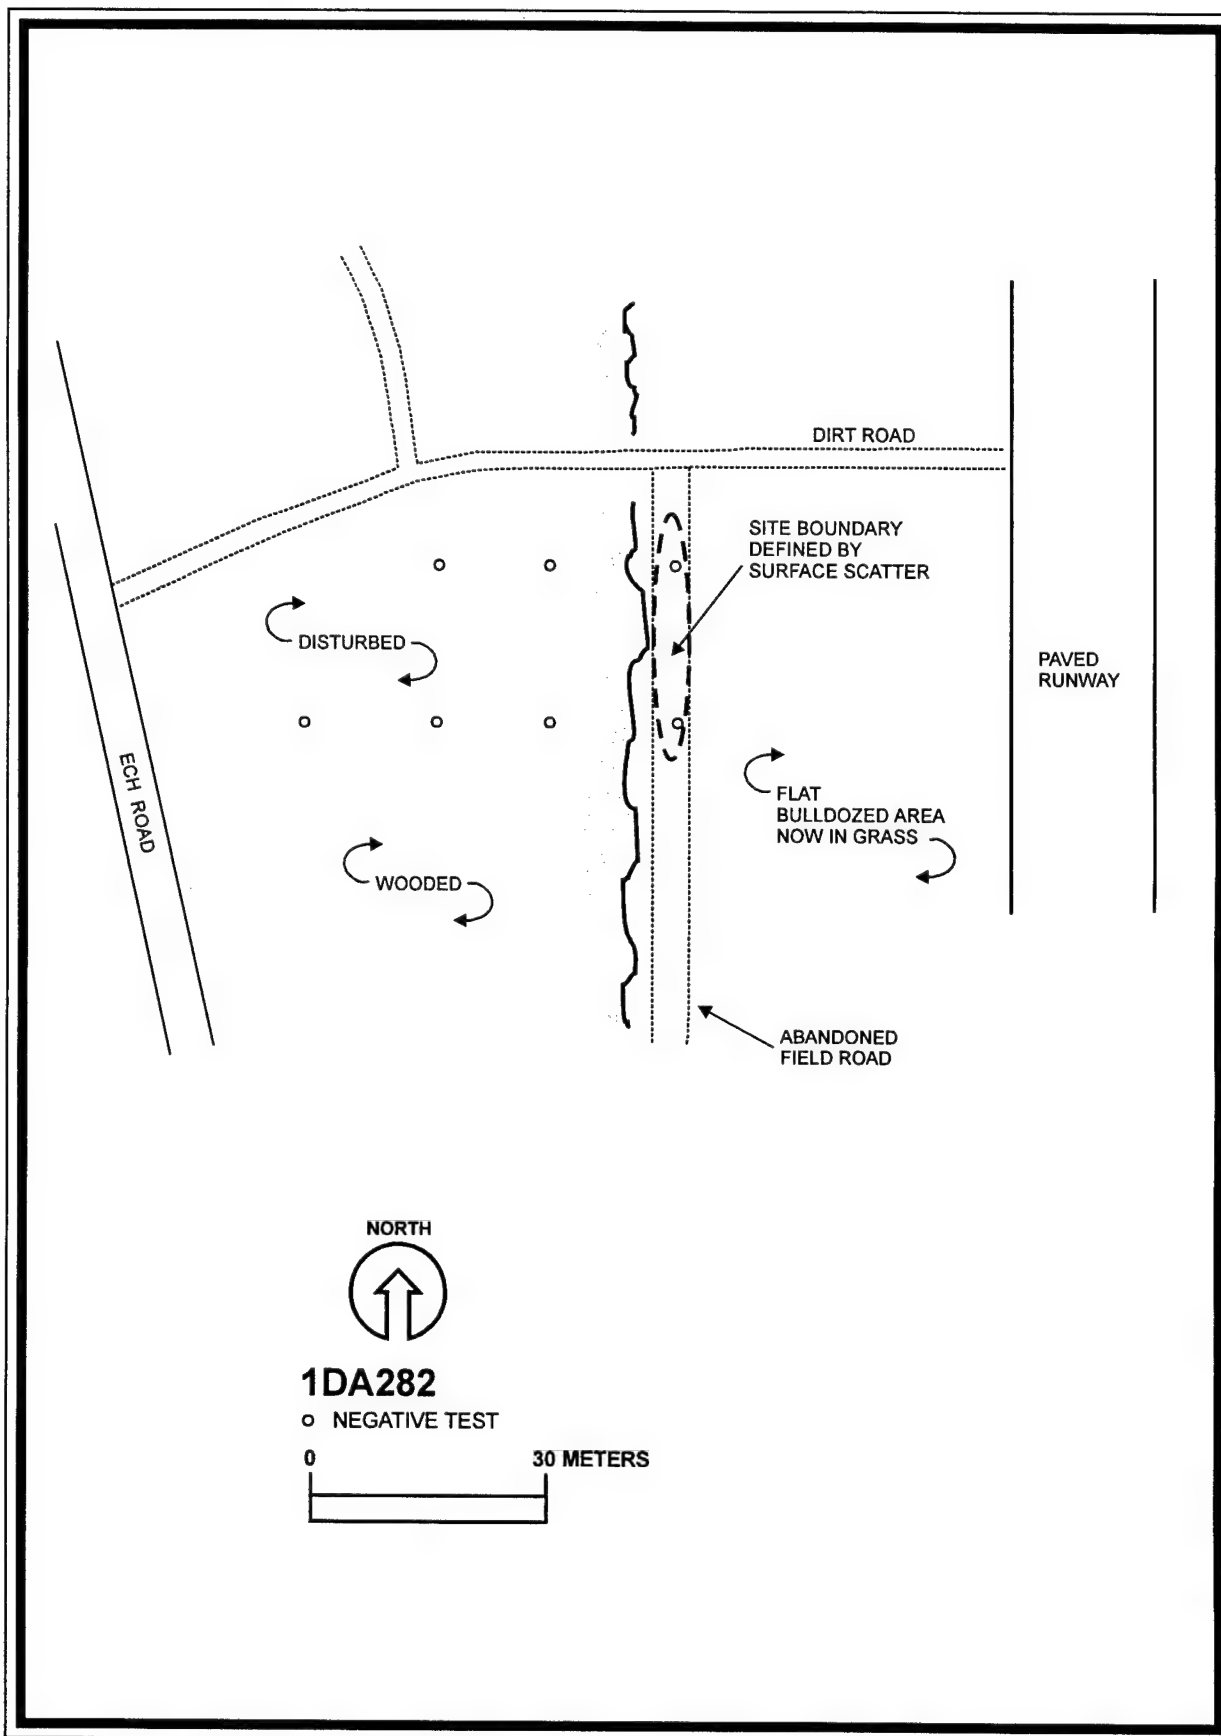 DIRT ROAD
SITE BOUNDARY
DEFINED BY
SURFACE SCATTER
DISTURBED
PAVED
RUNWAY
ECH ROAD
FLAT
BULLDOZED AREA
NOW IN GRASS
WOODED
ABANDONED
FIELD ROAD
NORTH
1DA282
NEGATIVE TEST
0 30 METERS